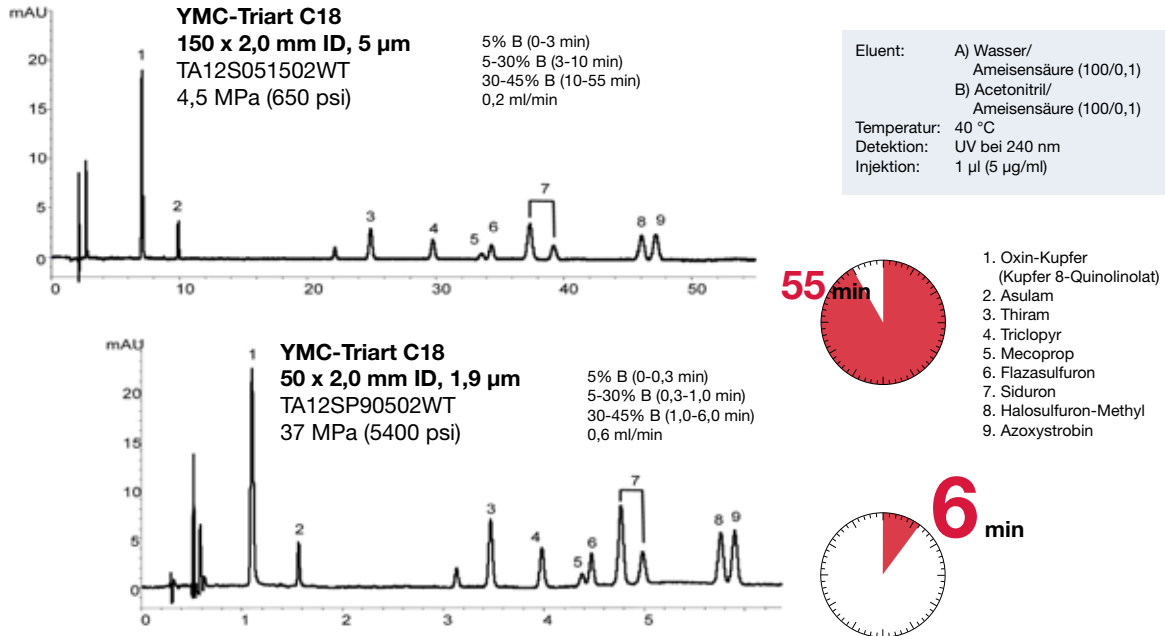 mAU
YMC-Triart C18
150 x 2,0 mm ID, 5 µm
TA12S051502WT
4,5 MPa (650 psi)
5% B (0-3 min)
5-30% B (3-10 min)
30-45% B (10-55 min)
0,2 ml/min
20
15
10
5
0
1
2
3
4
5
6
7
8
9
0
10
20
30
40
50
Eluent: A) Wasser/
Ameisensäure (100/0,1)
B) Acetonitril/
Ameisensäure (100/0,1)
Temperatur: 40 °C
Detektion: UV bei 240 nm
Injektion: 1 µl (5 µg/ml)
55 min
1. Oxin-Kupfer
(Kupfer 8-Quinolinolat)
2. Asulam
3. Thiram
4. Triclopyr
5. Mecoprop
6. Flazasulfuron
7. Siduron
8. Halosulfuron-Methyl
9. Azoxystrobin
mAU
YMC-Triart C18
50 x 2,0 mm ID, 1,9 µm
TA12SP90502WT
37 MPa (5400 psi)
5% B (0-0,3 min)
5-30% B (0,3-1,0 min)
30-45% B (1,0-6,0 min)
0,6 ml/min
20
15
10
5
0
1
2
3
4
5
6
7
8
9
0
1
2
3
4
5
6 min